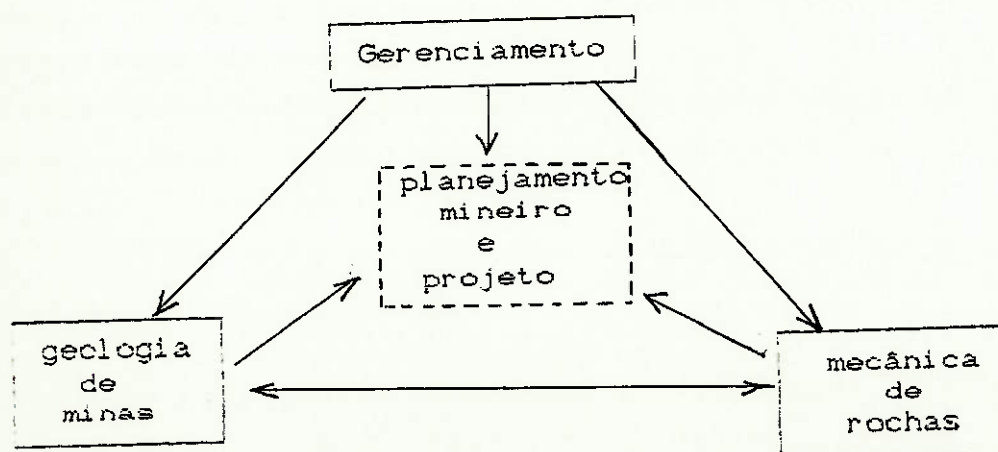 Gerenciamento
planejamento
mineiro
e
projeto
geologia
de
minas
mecânica
de
rochas